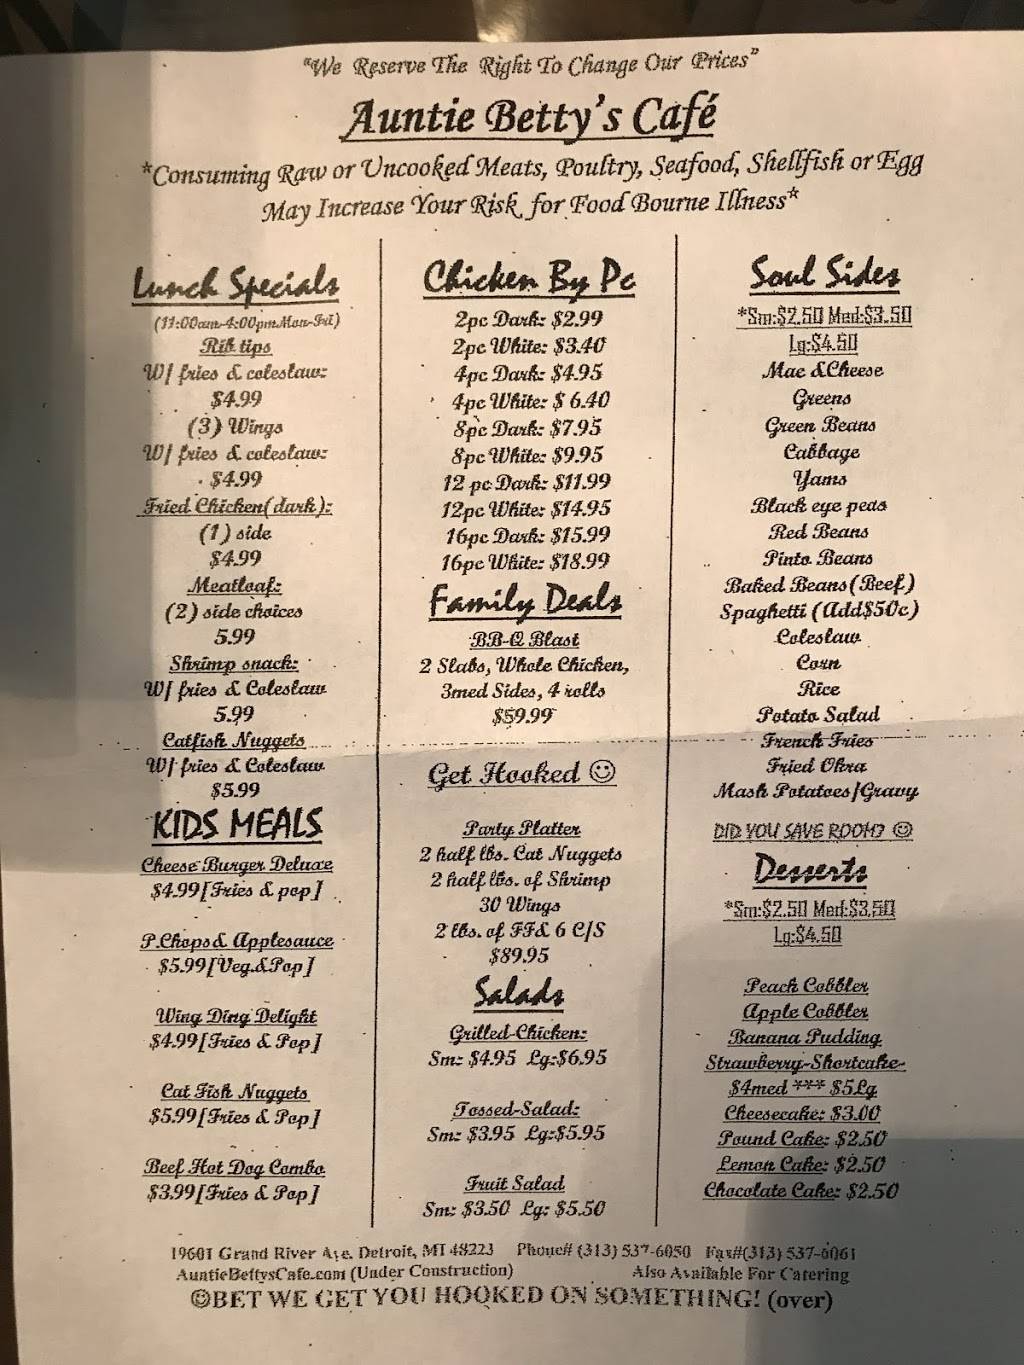 "We Reserve The Right To Change Our Prices"
Auntie Betty's Café
*Consuming Raw or Uncooked Meats, Poultry, Seafood, Shellfish or Egg
May Increase Your Risk for Food Bourne Illness*
Lunch Specials
(11:00am-4:00pm.Mon-Fri)
Rib tips
W/ fries & coleslaw:
$4.99
(3) Wings
W/ fries & coleslaw:
$4.99
Fried Chicken(dark):
(1) side
$4.99
Meatloaf:
(2) side choices
5.99
Shrimp snack:
W/ fries & Coleslaw
5.99
Catfish Nuggets
W/ fries & Coleslaw
$5.99
KIDS MEALS
Cheese Burger Deluxe
$4.99[Fries & pop]
P.Chops& Applesauce
$5.99[Veg.&Pop]
Wing Ding Delight
$4.99[Fries & Pop]
Cat Fish Nuggets
$5.99[Fries & Pop]
Beef Hot Dog Combo
$3.99[Fries & Pop]
Chicken By Pc
2pc Dark: $2.99
2pc White: $3.40
4pc Dark: $4.95
4pc White: $ 6.40
8pc Dark: $7.95
8pc White: $9.95
12 pc Dark: $11.99
12pc White: $14.95
16pc Dark: $15.99
16pc White: $18.99
Family Deals
BB-Q Blast
2 Slabs, Whole Chicken,
3med Sides, 4 rolls
$59.99
Get Hooked ☺
Party Platter
2 half lbs. Cat Nuggets
2 half lbs. of Shrimp
30 Wings
2 lbs. of FF& 6 C/S
$89.95
Salads
Grilled-Chicken:
Sm: $4.95 Lg:$6.95
Tossed-Salad:
Sm: $3.95 Lg:$5.95
Fruit Salad
Sm: $3.50 Lg: $5.50
Soul Sides
*Sm:$2.50 Med:$3.50
Lg:$4.50
Mac &Cheese
Greens
Green Beans
Cabbage
Yams
Black eye peas
Red Beans
Pinto Beans
Baked Beans(Beef)
Spaghetti (Add$50c)
Coleslaw
Corn
Rice
Potato Salad
French Fries
Fried Okra
Mash Potatoes/Gravy
DID YOU SAVE ROOM? ☺
Desserts
*Sm:$2.50 Med:$3.50
Lg:$4.50
Peach Cobbler
Apple Cobbler
Banana Pudding
Strawberry-Shortcake-
$4med *** $5Lg
Cheesecake: $3.00
Pound Cake: $2.50
Lemon Cake: $2.50
Chocolate Cake: $2.50
19601 Grand River Ave. Detroit, MI 48223 Phone# (313) 537-6050 Fax#(313) 537-6061
AuntieBettysCafe.com (Under Construction) Also Available For Catering
☺BET WE GET YOU HOOKED ON SOMETHING! (over)